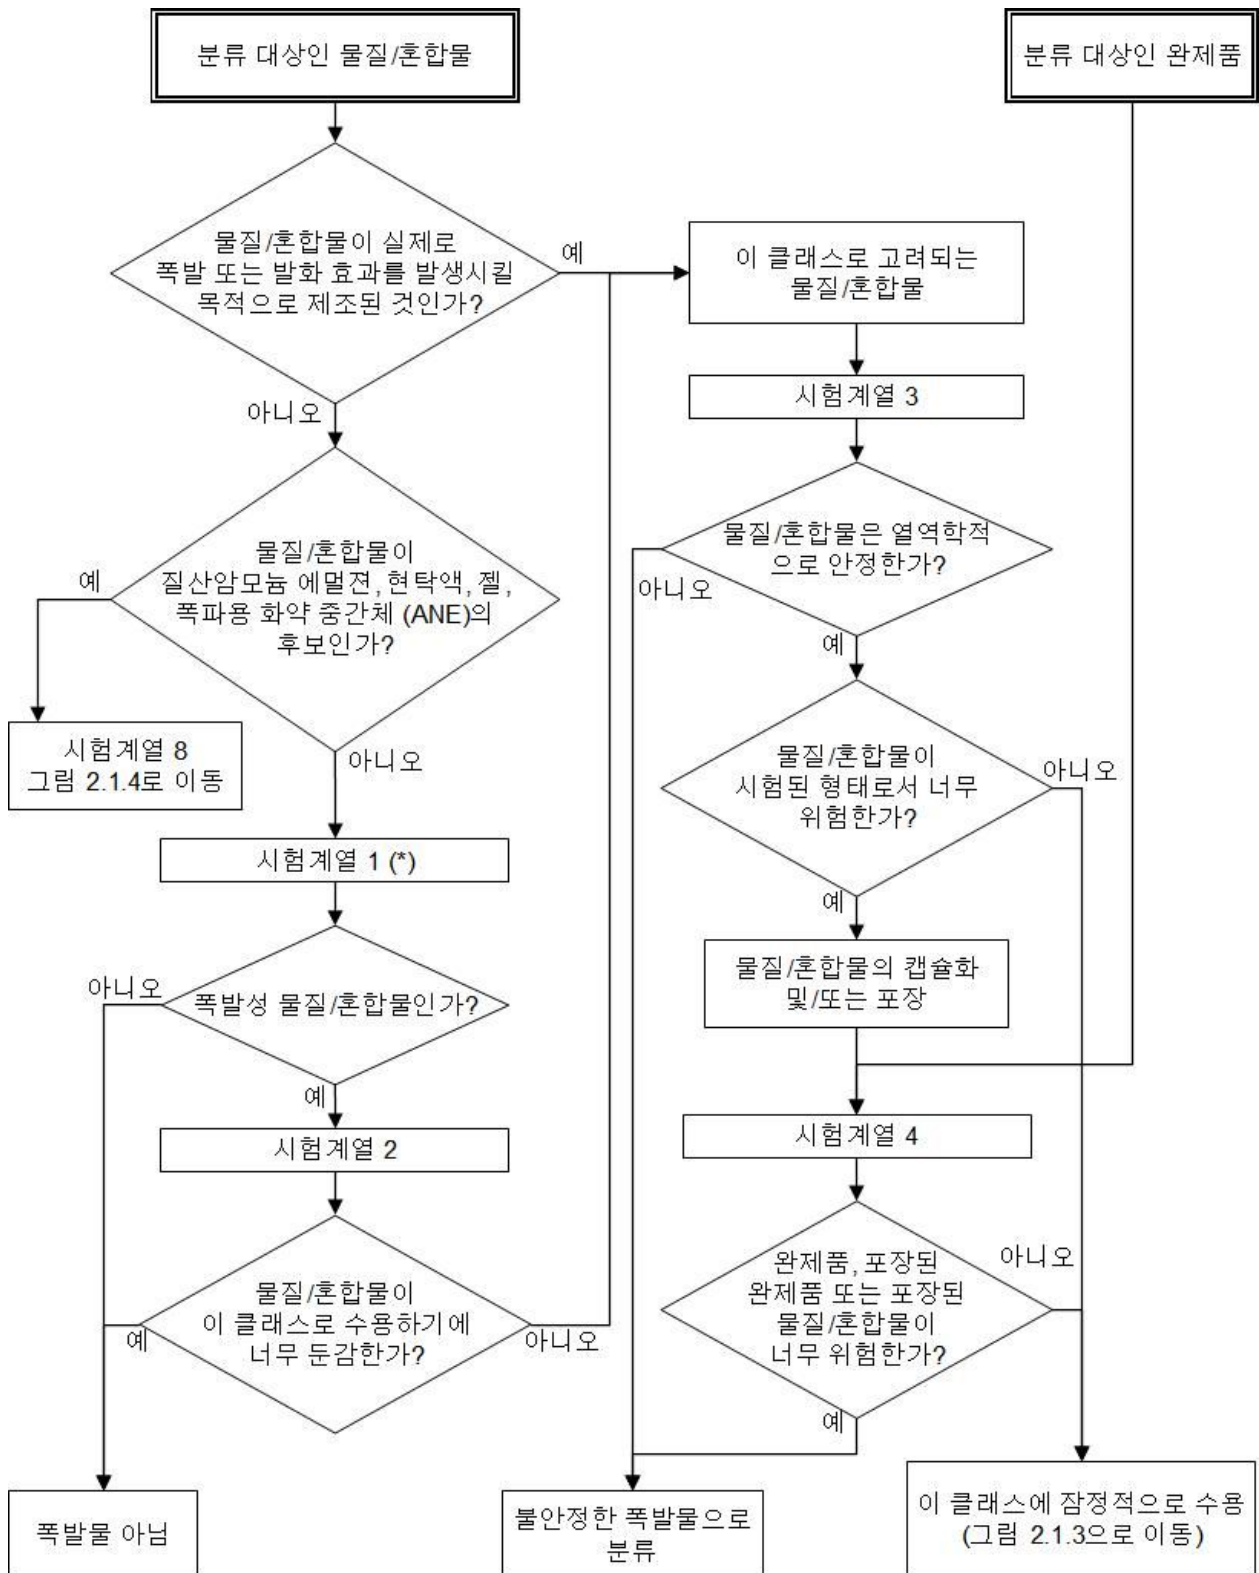 분류 대상인 물질/혼합물
분류 대상인 완제품
물질/혼합물이 실제로
폭발 또는 발화 효과를 발생시킬
목적으로 제조된 것인가?
예
이 클래스로 고려되는
물질/혼합물
아니오
시험계열 3
물질/혼합물이
질산암모늄 에멀젼, 현탁액, 젤,
폭파용 화약 중간체 (ANE)의
후보인가?
예
물질/혼합물은 열역학적
으로 안정한가?
아니오
예
시험계열 8
그림 2.1.4로 이동
아니오
물질/혼합물이
시험된 형태로서 너무
위험한가?
아니오
예
시험계열 1 (*)
물질/혼합물의 캡슐화
및/또는 포장
아니오
폭발성 물질/혼합물인가?
예
시험계열 4
시험계열 2
완제품, 포장된
완제품 또는 포장된
물질/혼합물이
너무 위험한가?
아니오
예
물질/혼합물이
이 클래스로 수용하기에
너무 둔감한가?
예
아니오
폭발물 아님
불안정한 폭발물으로
분류
이 클래스에 잠정적으로 수용
(그림 2.1.3으로 이동)